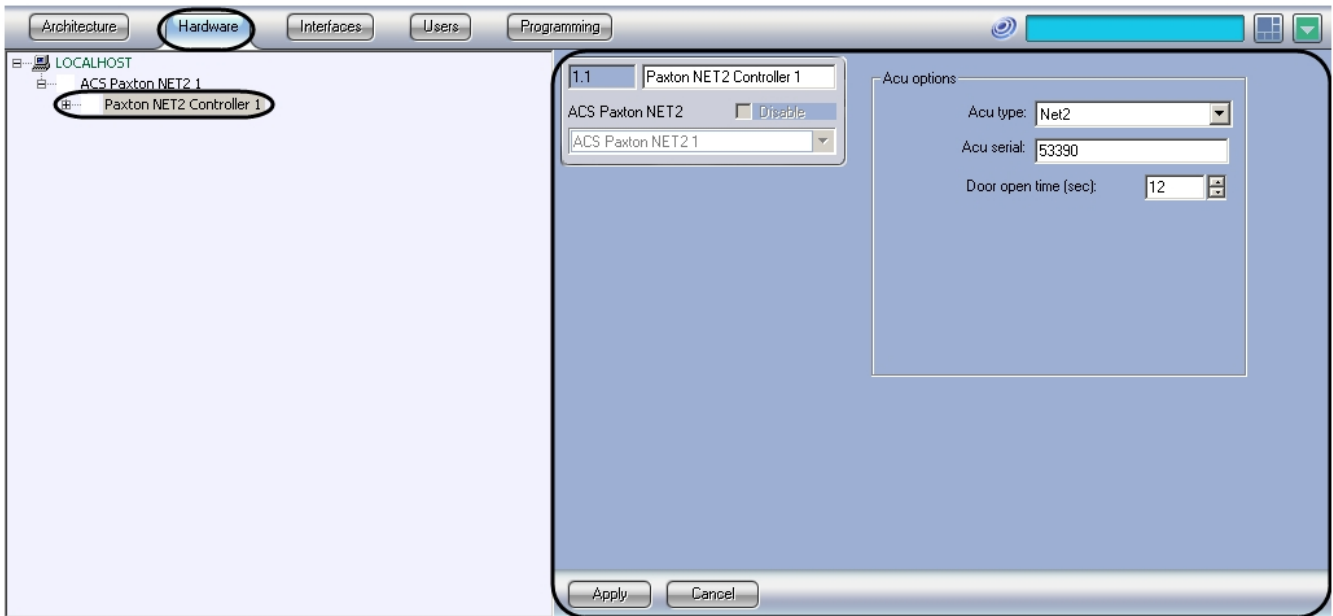 Architecture Hardware Interfaces Users Programming
LOCALHOST
ACS Paxton NET2 1
Paxton NET2 Controller 1
1.1 Paxton NET2 Controller 1
ACS Paxton NET2 Disable
ACS Paxton NET2 1
Acu options
Acu type: Net2
Acu serial: 53390
Door open time (sec): 12
Apply Cancel